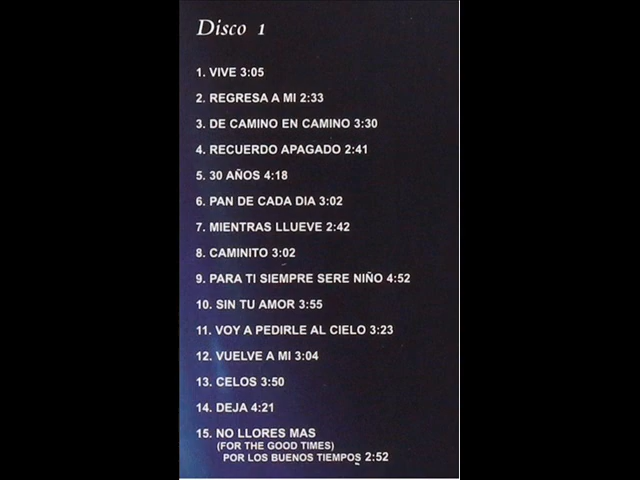 Disco 1
1. VIVE 3:05
2. REGRESA A MI 2:33
3. DE CAMINO EN CAMINO 3:30
4. RECUERDO APAGADO 2:41
5. 30 AÑOS 4:18
6. PAN DE CADA DIA 3:02
7. MIENTRAS LLUEVE 2:42
8. CAMINITO 3:02
9. PARA TI SIEMPRE SERE NIÑO 4:52
10. SIN TU AMOR 3:55
11. VOY A PEDIRLE AL CIELO 3:23
12. VUELVE A MI 3:04
13. CELOS 3:50
14. DEJA 4:21
15. NO LLORES MAS
(FOR THE GOOD TIMES)
POR LOS BUENOS TIEMPOS 2:52